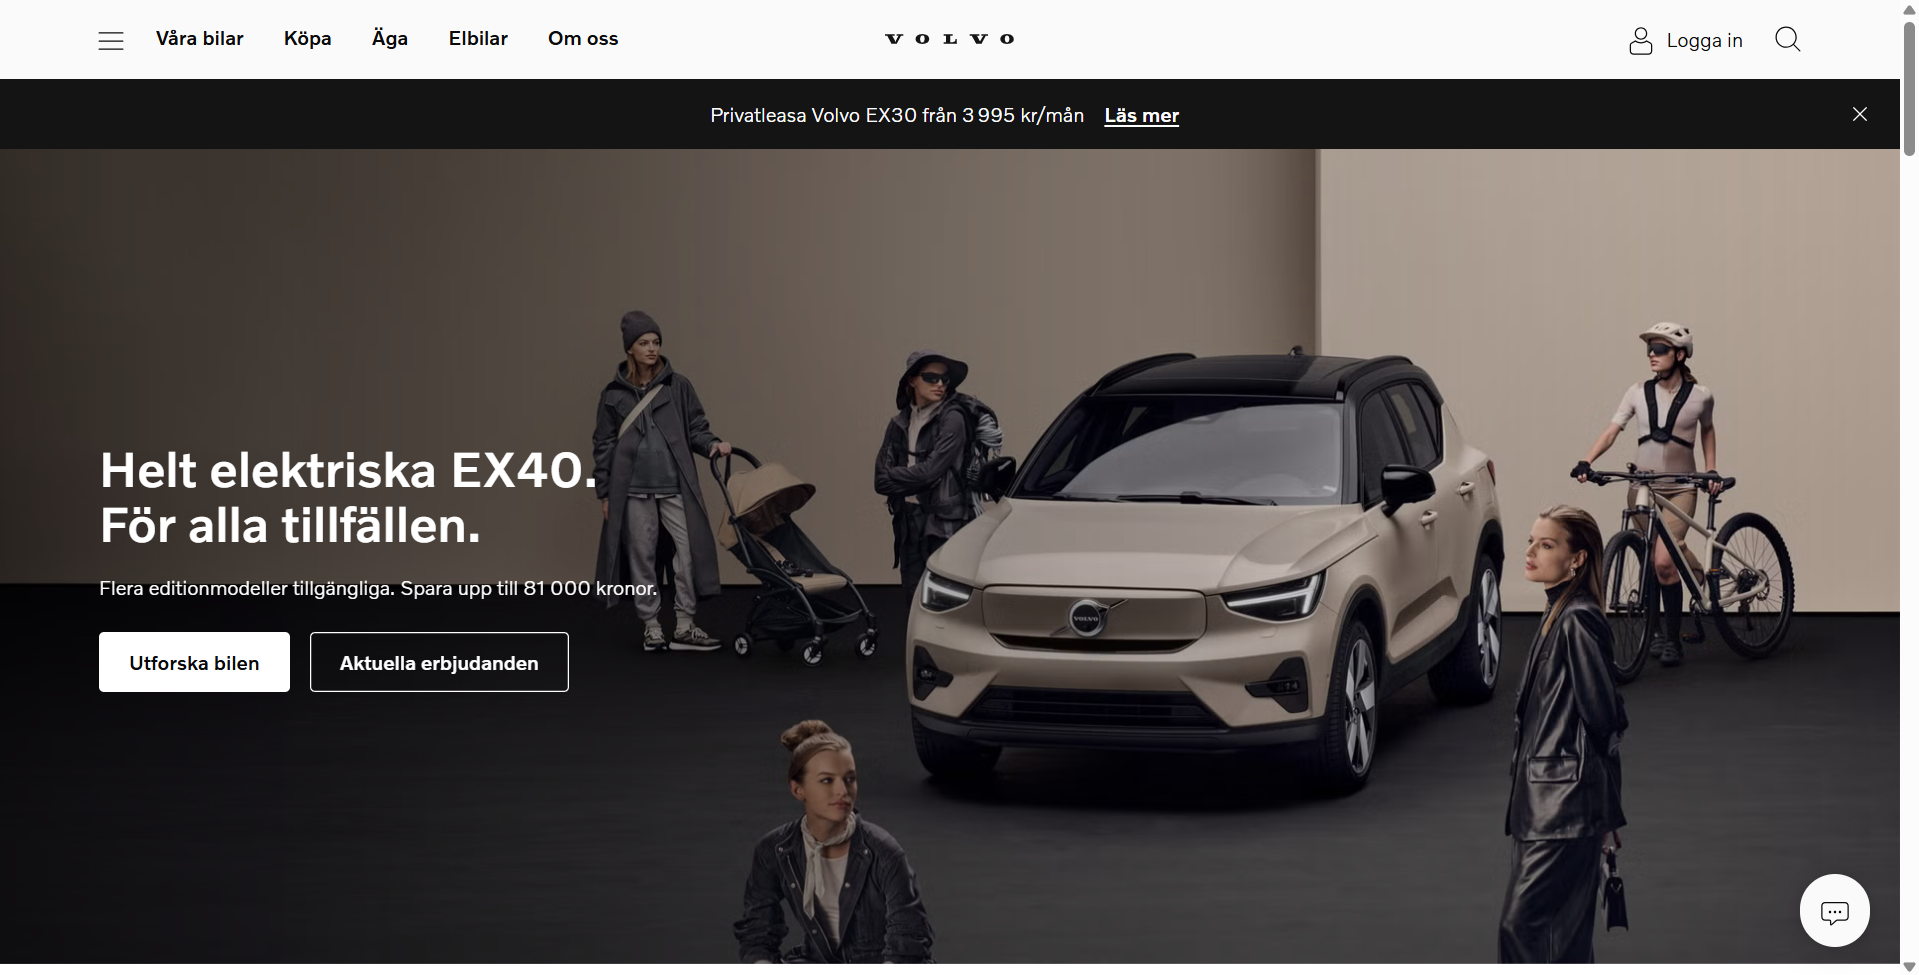 Våra bilar
Köpa
Äga
Elbilar
Om oss
VOLVO
Logga in
Privatleasa Volvo EX30 från 3 995 kr/mån Läs mer
Helt elektriska EX40.
För alla tillfällen.
Flera editionmodeller tillgängliga. Spara upp till 81 000 kronor.
Utforska bilen
Aktuella erbjudanden
VOLVO